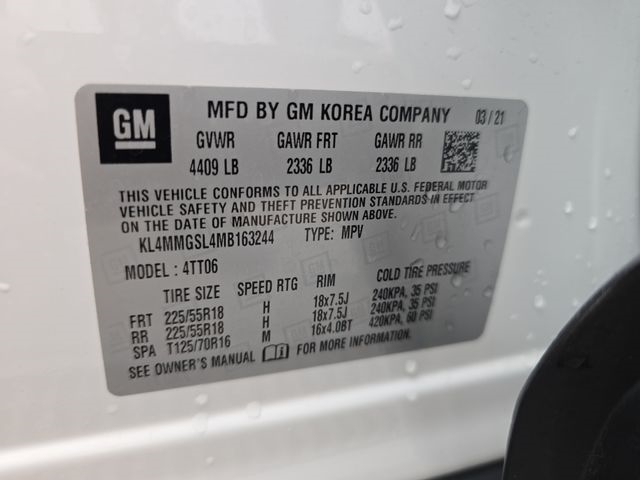 GM
MFD BY GM KOREA COMPANY 03/21
GVWR GAWR FRT GAWR RR
4409 LB 2336 LB 2336 LB
THIS VEHICLE CONFORMS TO ALL APPLICABLE U.S. FEDERAL MOTOR
VEHICLE SAFETY AND THEFT PREVENTION STANDARDS IN EFFECT
ON THE DATE OF MANUFACTURE SHOWN ABOVE.
KL4MMGSL4MB163244 TYPE: MPV
MODEL: 4TT06
TIRE SIZE SPEED RTG RIM COLD TIRE PRESSURE
FRT 225/55R18 H 18x7.5J 240KPA, 35 PSI
RR 225/55R18 H 18x7.5J 240KPA, 35 PSI
SPA T125/70R16 M 16x4.0BT 420KPA, 60 PSI
SEE OWNER'S MANUAL FOR MORE INFORMATION.